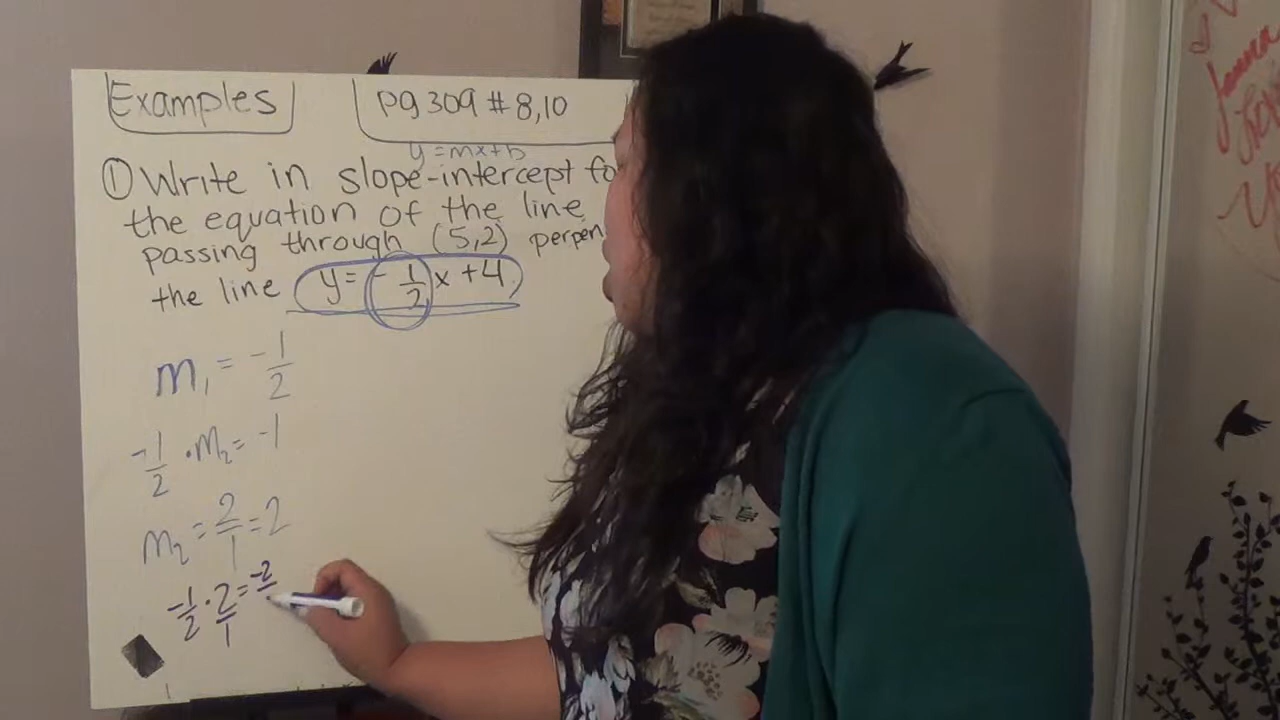 Examples
pg 309 # 8,10
y=mx+b
① Write in slope-intercept fo
the equation of the line
passing through (5,2) perpen
the line y= -1/2 x +4
m₁ = -1/2
-1/2 · m₂ = -1
m₂ = 2/1 = 2
-1/2 · 2/1 = -2